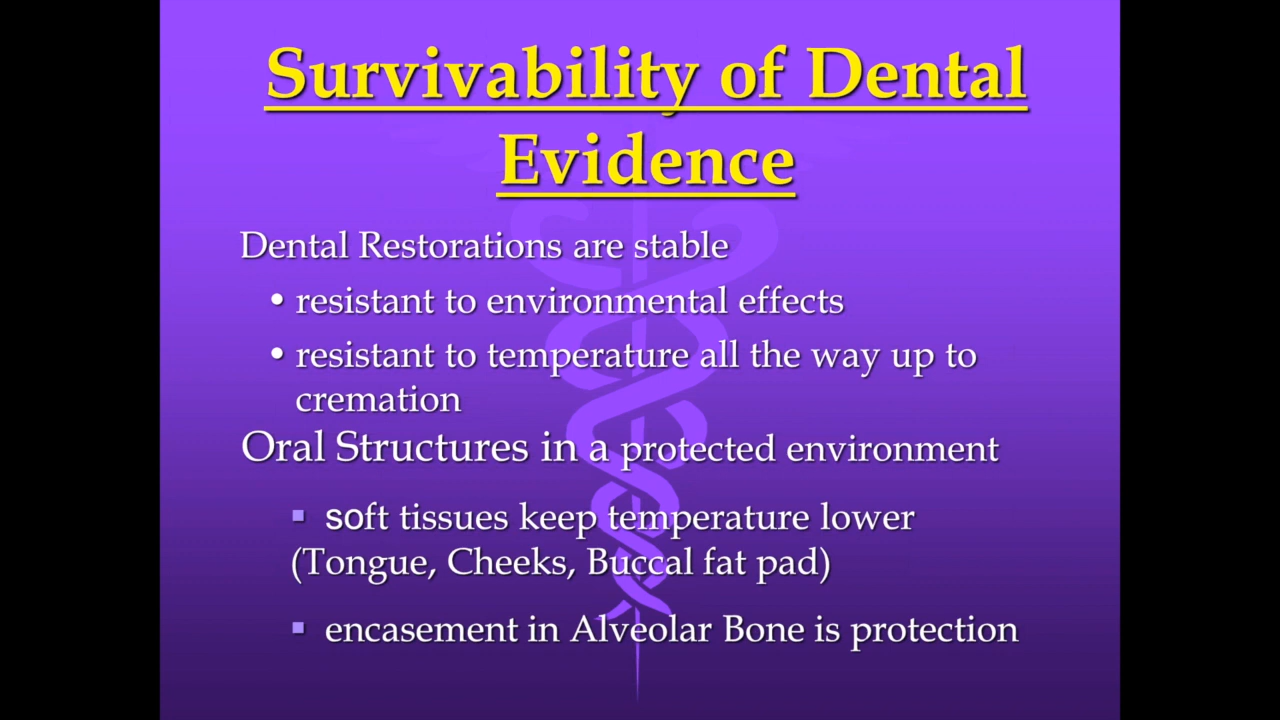 Survivability of Dental
Evidence
Dental Restorations are stable
• resistant to environmental effects
• resistant to temperature all the way up to
cremation
Oral Structures in a protected environment
▪ soft tissues keep temperature lower
(Tongue, Cheeks, Buccal fat pad)
▪ encasement in Alveolar Bone is protection